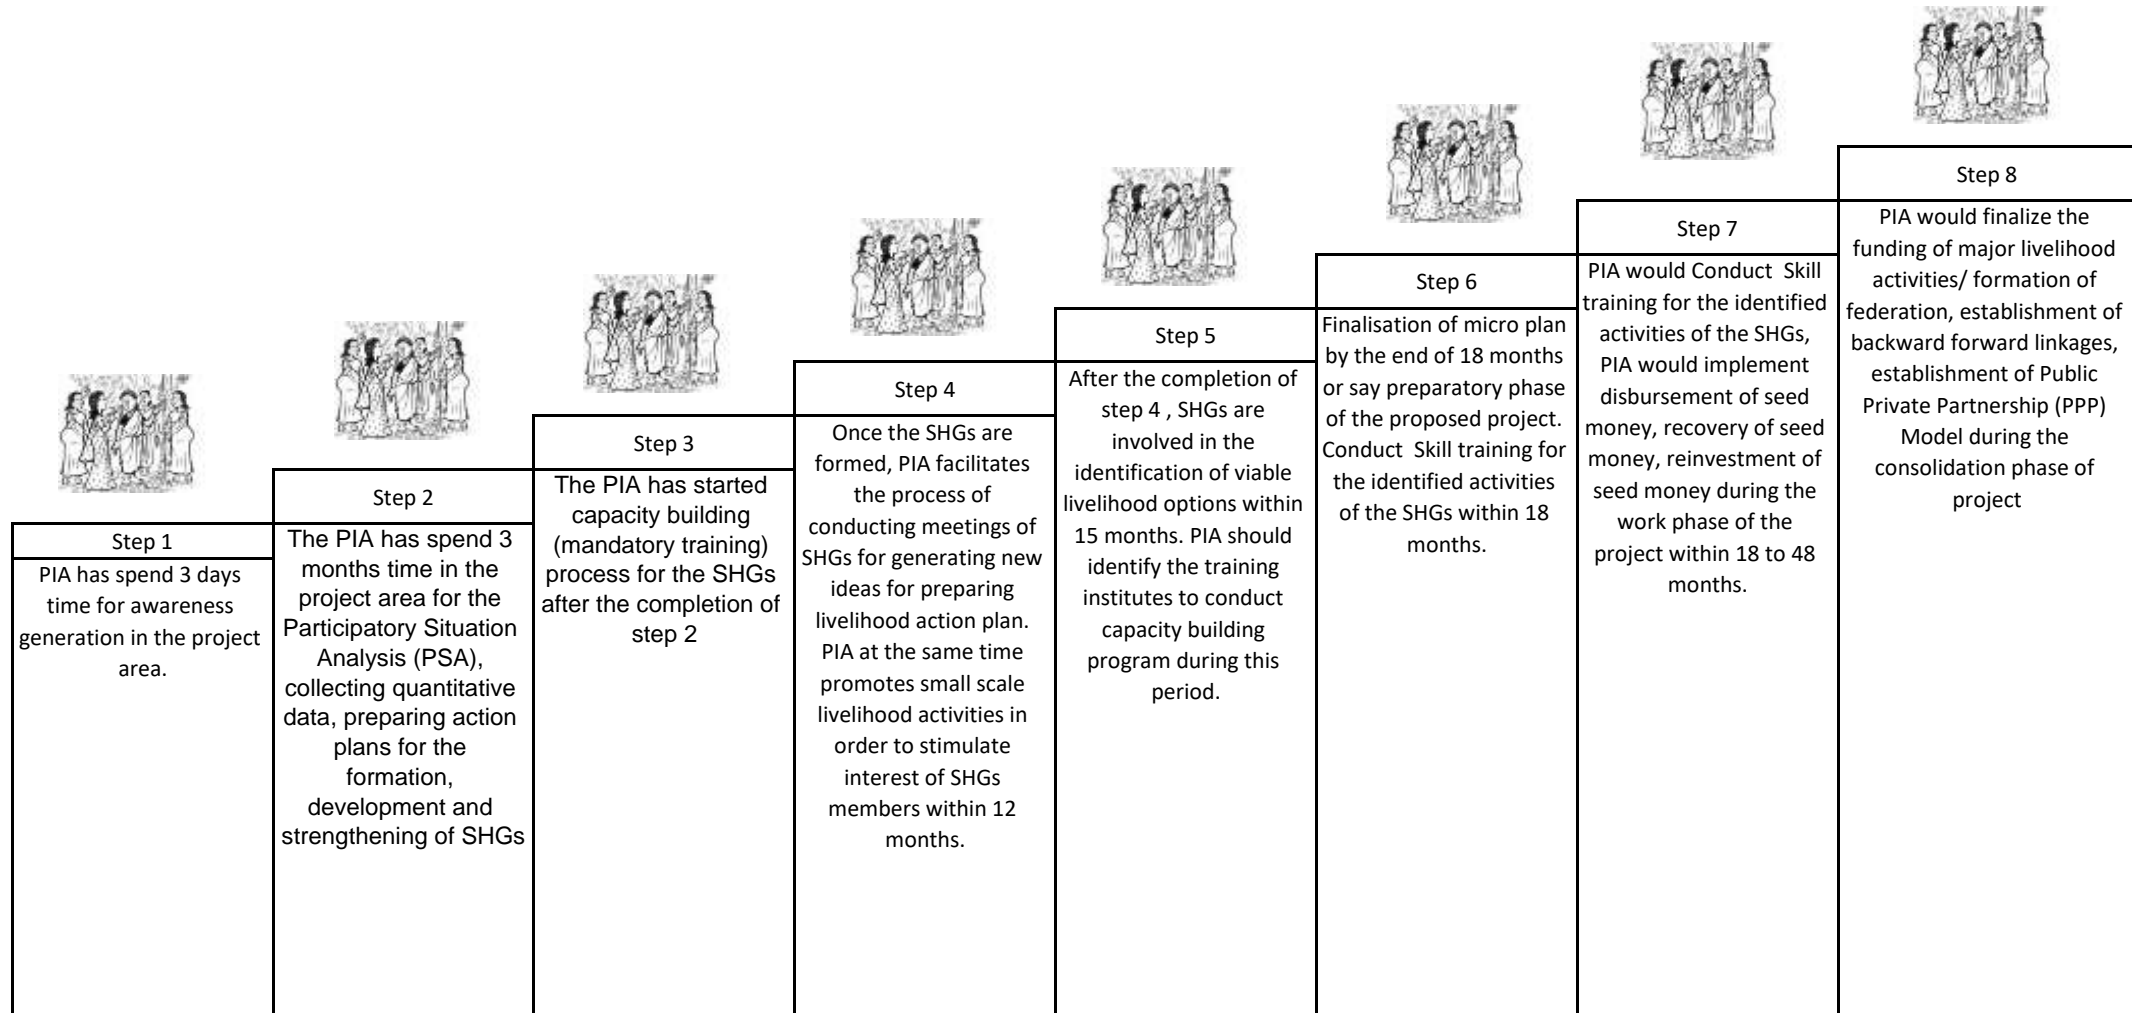 Step 1
PIA has spend 3 days
time for awareness
generation in the project
area.
Step 2
The PIA has spend 3
months time in the
project area for the
Participatory Situation
Analysis (PSA),
collecting quantitative
data, preparing action
plans for the
formation,
development and
strengthening of SHGs
Step 3
The PIA has started
capacity building
(mandatory training)
process for the SHGs
after the completion of
step 2
Step 4
Once the SHGs are
formed, PIA facilitates
the process of
conducting meetings of
SHGs for generating new
ideas for preparing
livelihood action plan.
PIA at the same time
promotes small scale
livelihood activities in
order to stimulate
interest of SHGs
members within 12
months.
Step 5
After the completion of
step 4 , SHGs are
involved in the
identification of viable
livelihood options within
15 months. PIA should
identify the training
institutes to conduct
capacity building
program during this
period.
Step 6
Finalisation of micro plan
by the end of 18 months
or say preparatory phase
of the proposed project.
Conduct  Skill training for
the identified activities
of the SHGs within 18
months.
Step 7
PIA would Conduct  Skill
training for the identified
activities of the SHGs,
PIA would implement
disbursement of seed
money, recovery of seed
money, reinvestment of
seed money during the
work phase of the
project within 18 to 48
months.
Step 8
PIA would finalize the
funding of major livelihood
activities/ formation of
federation, establishment of
backward forward linkages,
establishment of Public
Private Partnership (PPP)
Model during the
consolidation phase of
project